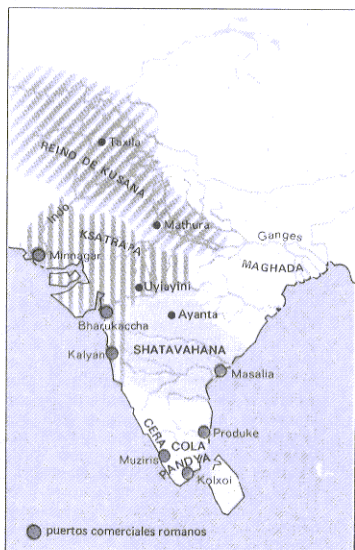 Taxila
REINO DE KUSANA
Indo
KSATRAPA
Mathura
Ganges
MAGHADA
Minnagar
Uyiayini
Bharukaccha
Ayanta
Kalyan
SHATAVAHANA
Masalia
CERA
COLA
Produke
Muziris
PANDYA
Kolxoi
puertos comerciales romanos